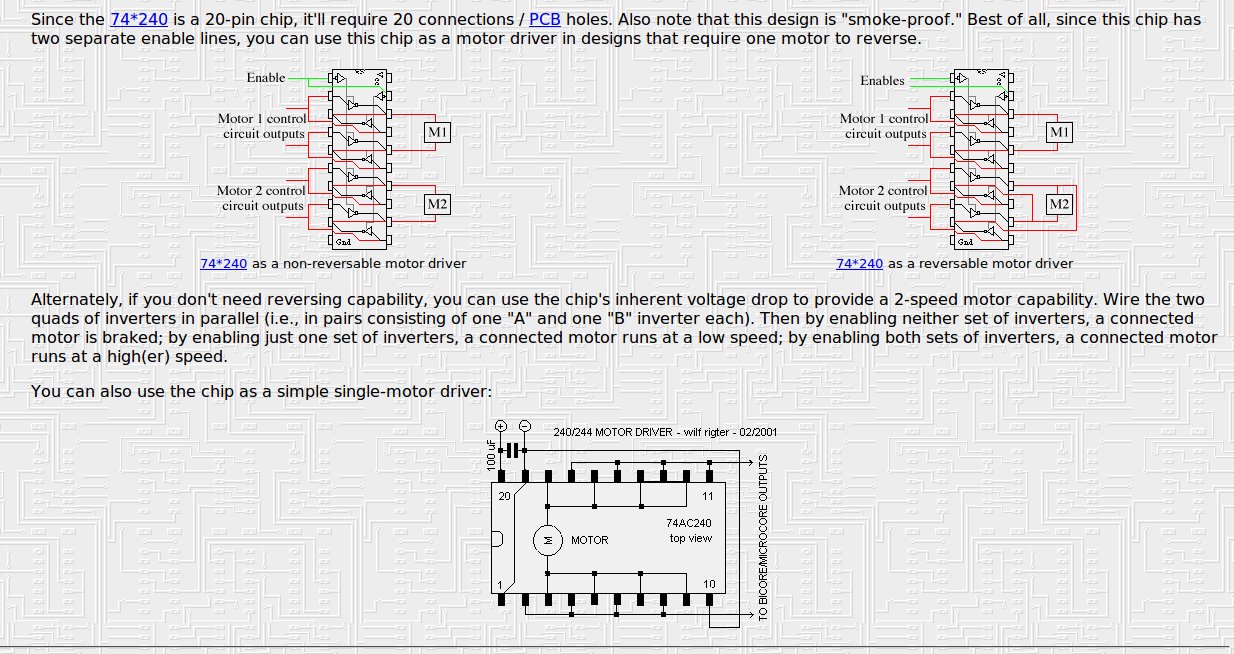 Since the 74*240 is a 20-pin chip, it'll require 20 connections / PCB holes. Also note that this design is "smoke-proof." Best of all, since this chip has
two separate enable lines, you can use this chip as a motor driver in designs that require one motor to reverse.
Enable
Vcc
Motor 1 control
circuit outputs
M1
Motor 2 control
circuit outputs
M2
Gnd
74*240 as a non-reversable motor driver
Enables
Vcc
Motor 1 control
circuit outputs
M1
Motor 2 control
circuit outputs
M2
Gnd
74*240 as a reversable motor driver
Alternately, if you don't need reversing capability, you can use the chip's inherent voltage drop to provide a 2-speed motor capability. Wire the two
quads of inverters in parallel (i.e., in pairs consisting of one "A" and one "B" inverter each). Then by enabling neither set of inverters, a connected
motor is braked; by enabling just one set of inverters, a connected motor runs at a low speed; by enabling both sets of inverters, a connected motor
runs at a high(er) speed.
You can also use the chip as a simple single-motor driver:
+ −
240/244 MOTOR DRIVER - wilf rigter - 02/2001
100 uF
20
11
74AC240
top view
M
MOTOR
1
10
TO BICORE/MICROCORE OUTPUTS